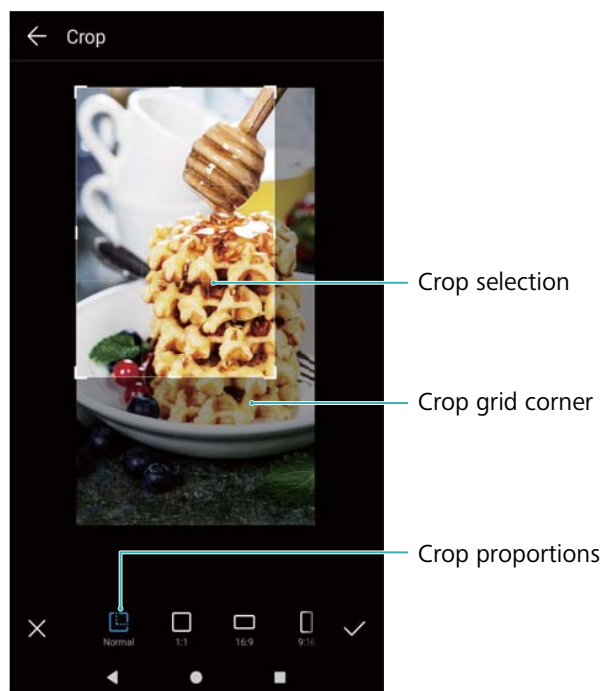 Crop
Crop selection
Crop grid corner
Crop proportions
Normal
1:1
16:9
9:16